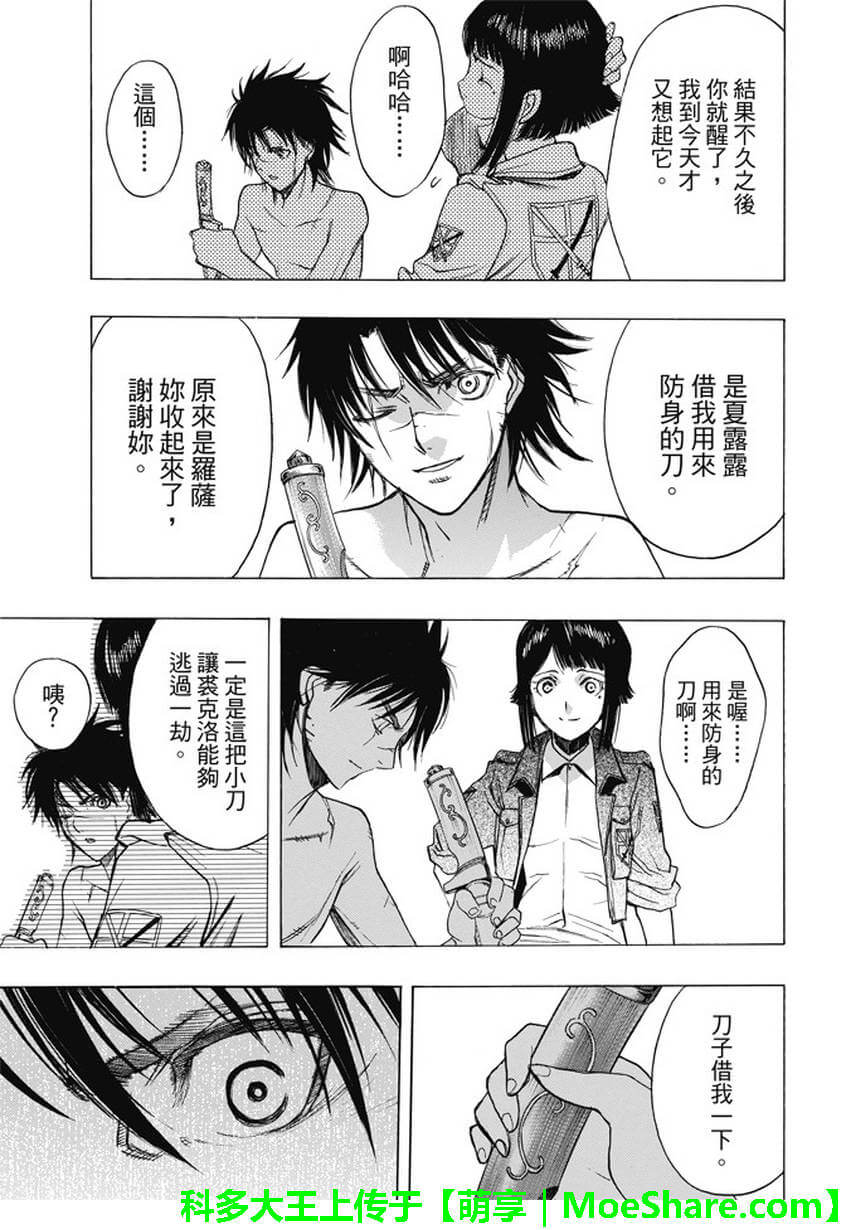 結果不久之後
你就醒了，
我到今天才
又想起它。
啊哈哈……
這個……
是夏露露
借我用來
防身的刀。
原來是羅薩
妳收起來了，
謝謝妳。
是喔……
用來防身的
刀啊……
一定是這把小刀
讓裘克洛能夠
逃過一劫。
咦?
刀子借我一下。
科多大王上传于【萌享｜MoeShare.com】